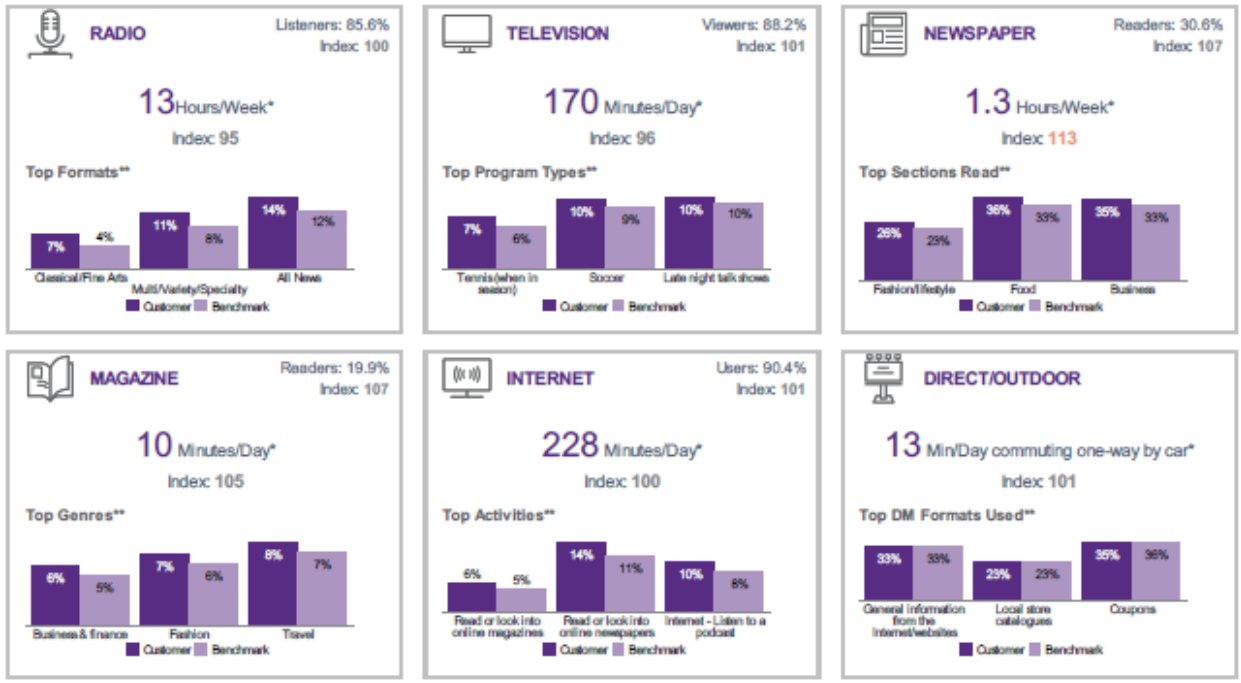 RADIO
Listeners: 85.6%
Index: 100
13 Hours/Week*
Index: 95
Top Formats**
7%
4%
11%
8%
14%
12%
Classical/Fine Arts
Multi/Variety/Specialty
All News
Customer Benchmark
TELEVISION
Viewers: 88.2%
Index: 101
170 Minutes/Day*
Index: 96
Top Program Types**
7%
6%
10%
9%
10%
10%
Tennis (when in
season)
Soccer
Late night talk shows
Customer Benchmark
NEWSPAPER
Readers: 30.6%
Index: 107
1.3 Hours/Week*
Index: 113
Top Sections Read**
26%
23%
36%
33%
35%
33%
Fashion/lifestyle
Food
Business
Customer Benchmark
MAGAZINE
Readers: 19.9%
Index: 107
10 Minutes/Day*
Index: 105
Top Genres**
6%
5%
7%
6%
8%
7%
Business & finance
Fashion
Travel
Customer Benchmark
INTERNET
Users: 90.4%
Index: 101
228 Minutes/Day*
Index: 100
Top Activities**
6%
5%
14%
11%
10%
8%
Read or look into
online magazines
Read or look into
online newspapers
Internet - Listen to a
podcast
Customer Benchmark
DIRECT/OUTDOOR
13 Min/Day commuting one-way by car*
Index: 101
Top DM Formats Used**
33%
33%
23%
23%
35%
36%
General information
from the
Internet/websites
Local store
catalogues
Coupons
Customer Benchmark